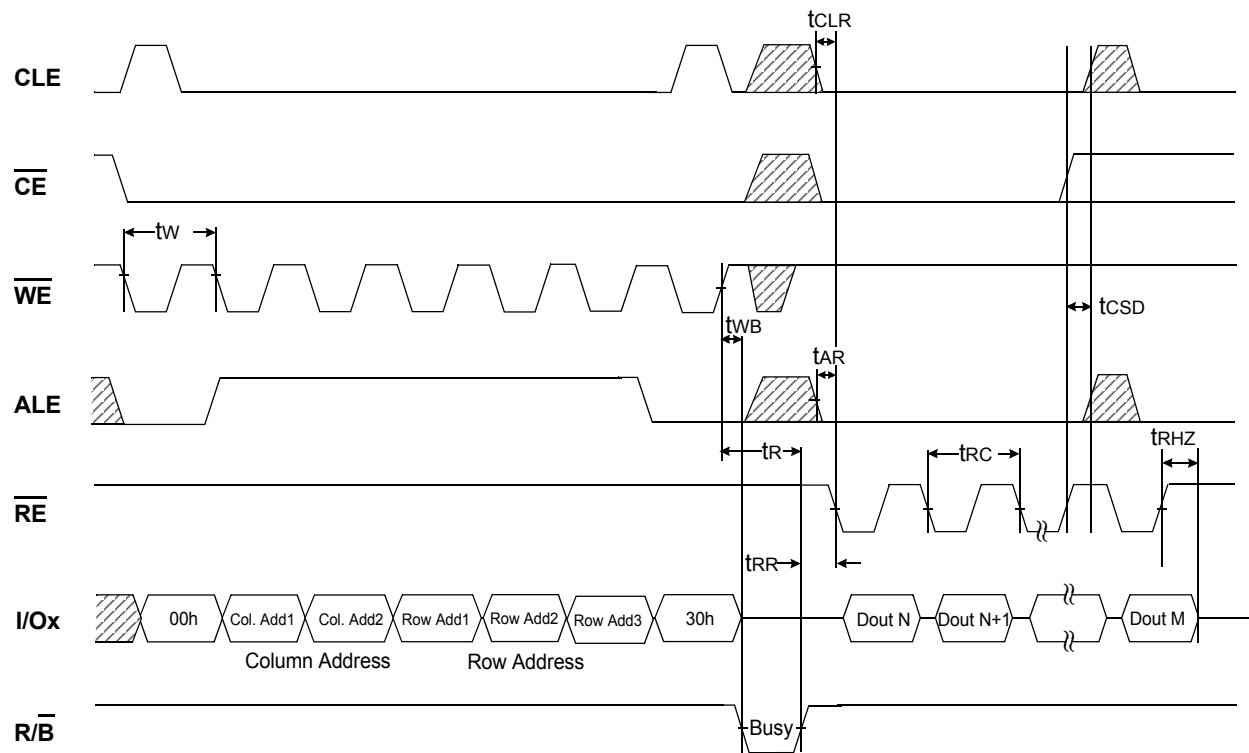 tCLR
CLE
CE
tW
WE
tWB
tCSD
tAR
ALE
tR
tRC
tRHZ
RE
tRR
I/Ox
00h
Col. Add1
Col. Add2
Row Add1
Row Add2
Row Add3
30h
Dout N
Dout N+1
Dout M
Column Address
Row Address
R/B
Busy